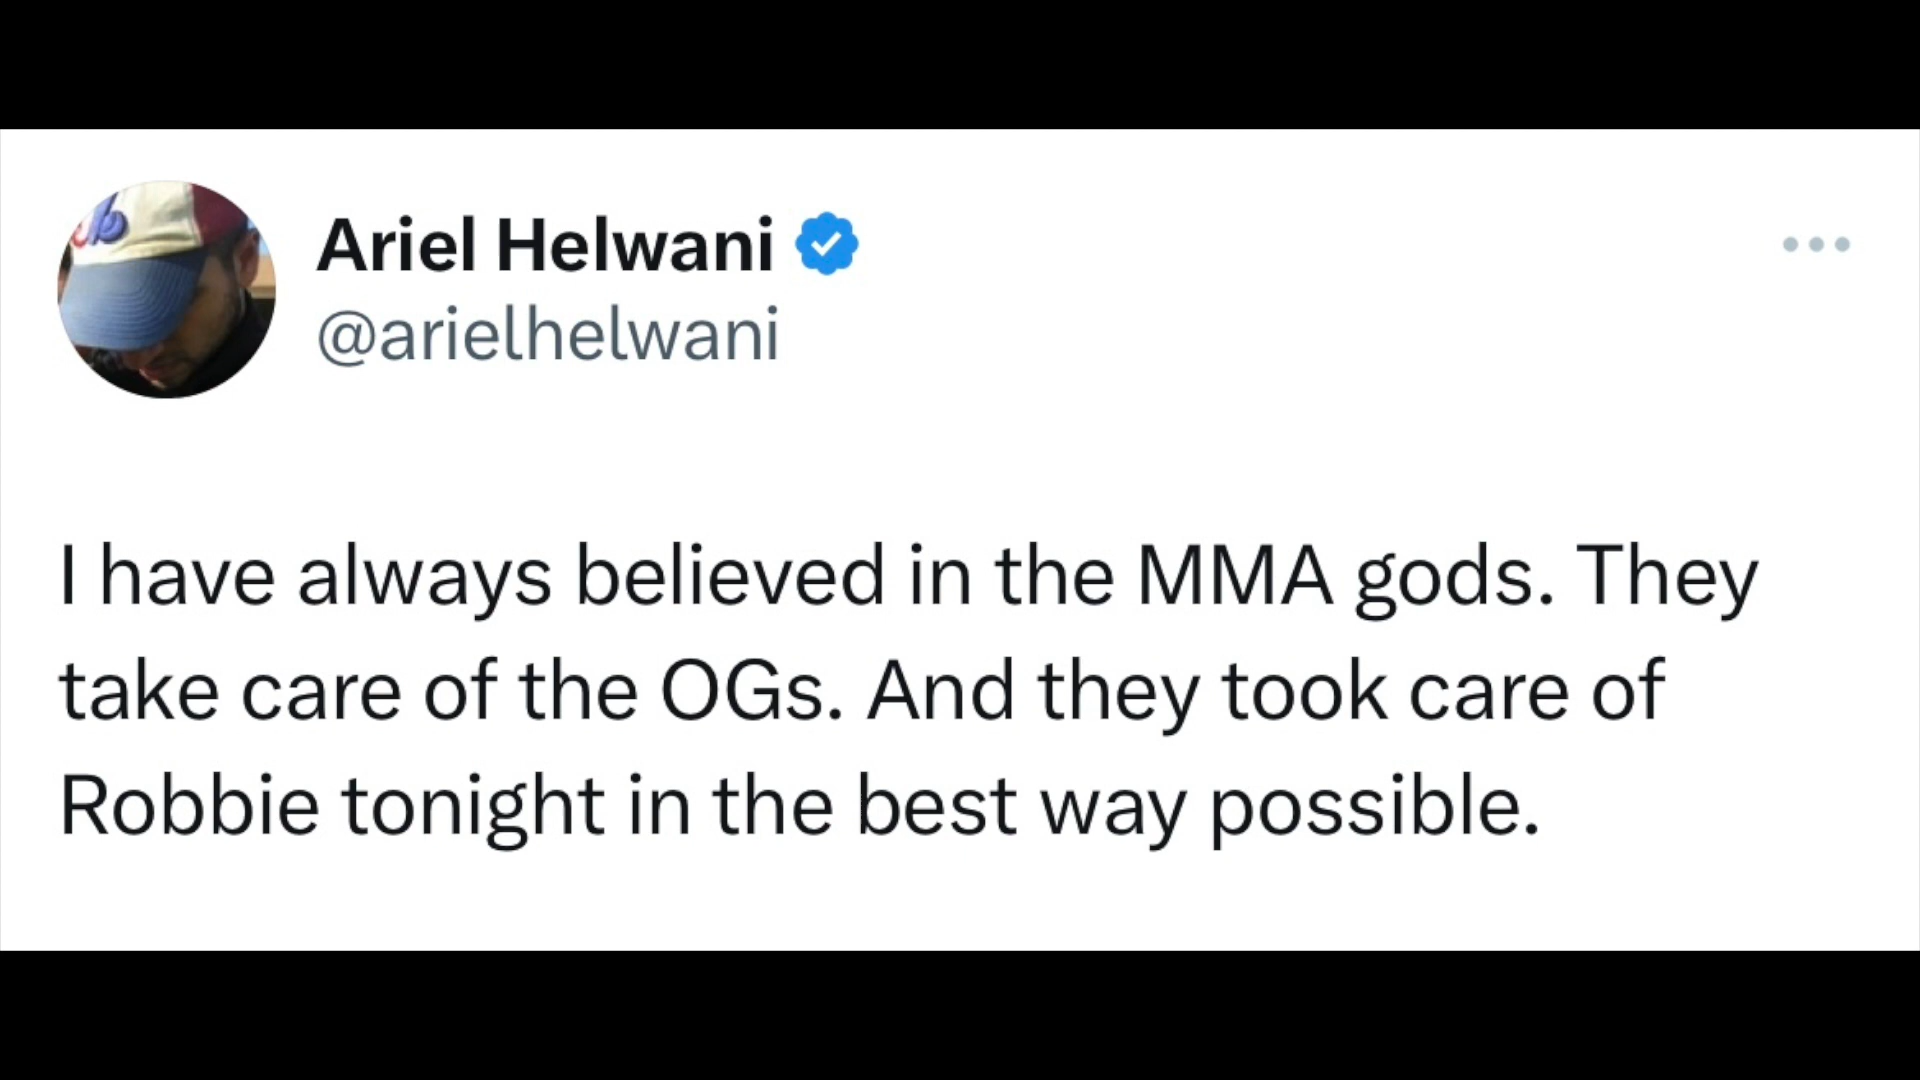 Ariel Helwani
@arielhelwani
I have always believed in the MMA gods. They
take care of the OGs. And they took care of
Robbie tonight in the best way possible.